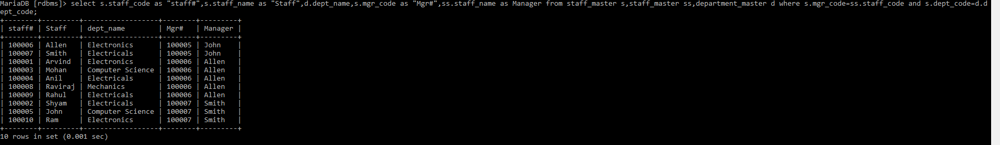 MariaDB [rdbms]> select s.staff_code as "staff#",s.staff_name as "Staff",d.dept_name,s.mgr_code as "Mgr#",ss.staff_name as Manager from staff_master s,staff_master ss,department_master d where s.mgr_code=ss.staff_code and s.dept_code=d.d
ept_code;
+--------+---------+------------------+--------+---------+
| staff# | Staff   | dept_name        | Mgr#   | Manager |
+--------+---------+------------------+--------+---------+
| 100006 | Allen   | Electronics      | 100005 | John    |
| 100007 | Smith   | Electricals      | 100005 | John    |
| 100001 | Arvind  | Electronics      | 100006 | Allen   |
| 100003 | Mohan   | Computer Science | 100006 | Allen   |
| 100004 | Anil    | Electricals      | 100006 | Allen   |
| 100008 | Raviraj | Mechanics        | 100006 | Allen   |
| 100009 | Rahul   | Electricals      | 100006 | Allen   |
| 100002 | Shyam   | Electricals      | 100007 | Smith   |
| 100005 | John    | Computer Science | 100007 | Smith   |
| 100010 | Ram     | Electronics      | 100007 | Smith   |
+--------+---------+------------------+--------+---------+
10 rows in set (0.001 sec)